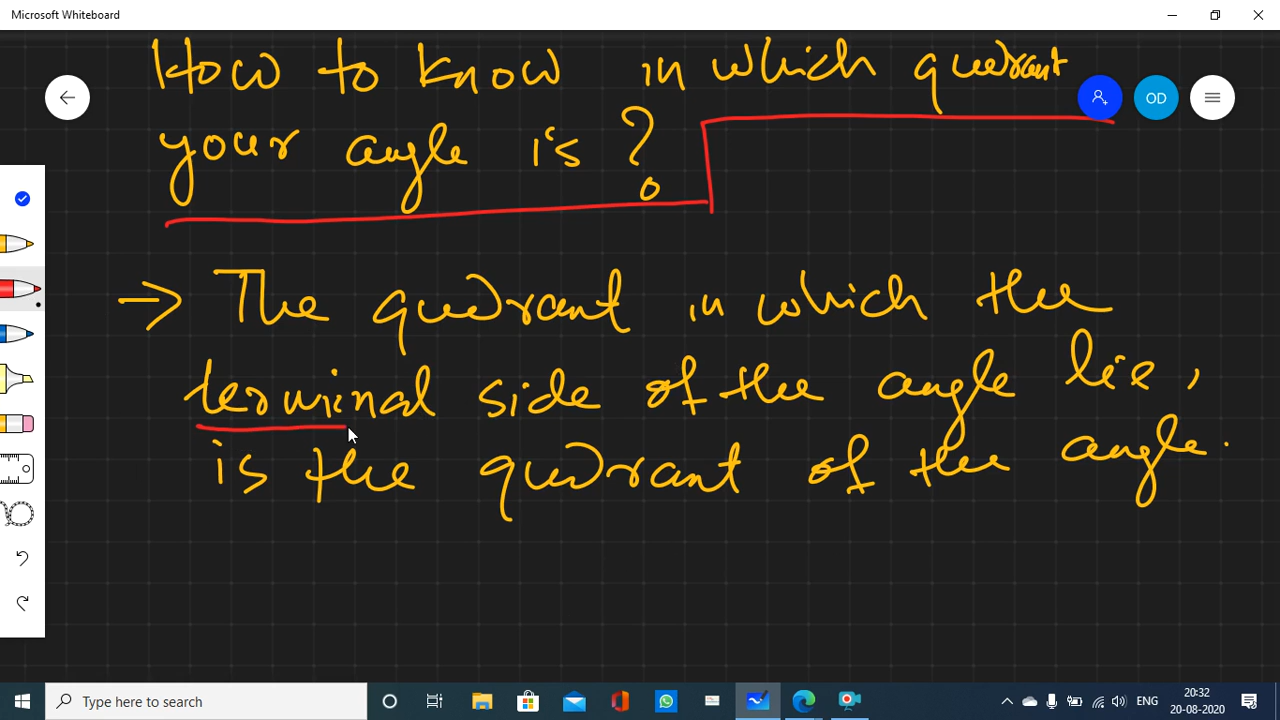 Microsoft Whiteboard
How to know in which quadrant
your angle is ?
OD
→ The quadrant in which the
terminal side of the angle lie,
is the quadrant of the angle.
Type here to search
ENG
20:32
20-08-2020